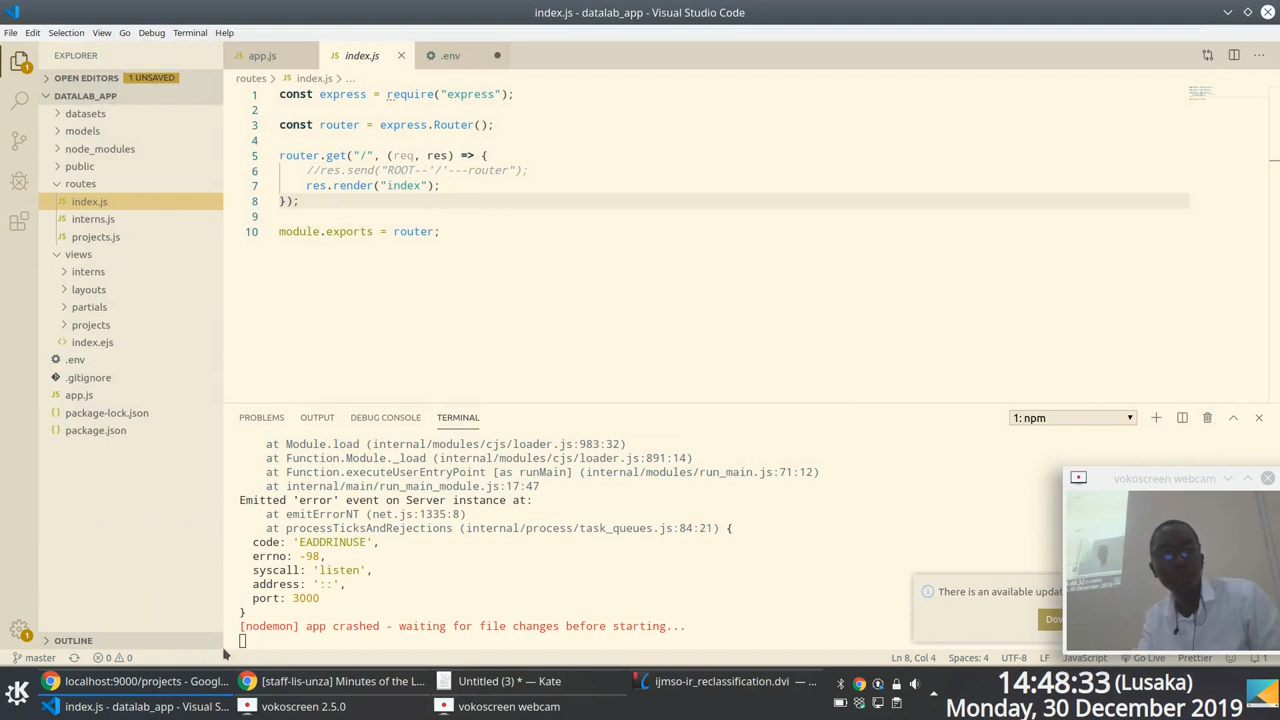 index.js - datalab_app - Visual Studio Code
File Edit Selection View Go Debug Terminal Help
EXPLORER
OPEN EDITORS 1 UNSAVED
DATALAB_APP
datasets
models
node_modules
public
routes
index.js
interns.js
projects.js
views
interns
layouts
partials
projects
index.ejs
.env
.gitignore
app.js
package-lock.json
package.json
OUTLINE
app.js index.js .env
routes > index.js > ...
1 const express = require("express");
2
3 const router = express.Router();
4
5 router.get("/", (req, res) => {
6 //res.send("ROOT--'/'---router");
7 res.render("index");
8 });
9
10 module.exports = router;
PROBLEMS OUTPUT DEBUG CONSOLE TERMINAL 1: npm
at Module.load (internal/modules/cjs/loader.js:983:32)
at Function.Module._load (internal/modules/cjs/loader.js:891:14)
at Function.executeUserEntryPoint [as runMain] (internal/modules/run_main.js:71:12)
at internal/main/run_main_module.js:17:47
Emitted 'error' event on Server instance at:
at emitErrorNT (net.js:1335:8)
at processTicksAndRejections (internal/process/task_queues.js:84:21) {
code: 'EADDRINUSE',
errno: -98,
syscall: 'listen',
address: '::',
port: 3000
}
[nodemon] app crashed - waiting for file changes before starting...
There is an available upda
Dow
vokoscreen webcam
master 0 0 Ln 8, Col 4 Spaces: 4 UTF-8 LF JavaScript Go Live Prettier 1
localhost:9000/projects - Googl... [staff-lis-unza] Minutes of the L... Untitled (3) * — Kate ijmso-ir_reclassification.dvi — ...
index.js - datalab_app - Visual S... vokoscreen 2.5.0 vokoscreen webcam
14:48:33 (Lusaka)
Monday, 30 December 2019